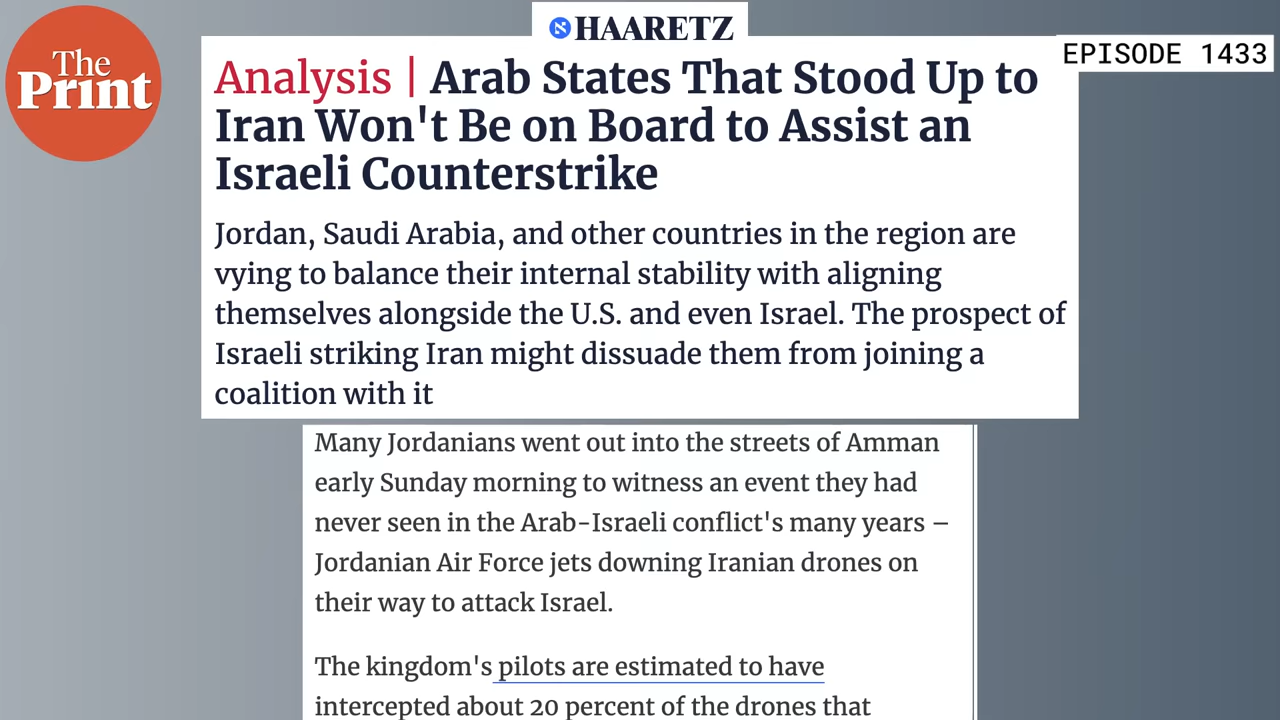 The
Print
HAARETZ
EPISODE 1433
Analysis | Arab States That Stood Up to
Iran Won't Be on Board to Assist an
Israeli Counterstrike
Jordan, Saudi Arabia, and other countries in the region are
vying to balance their internal stability with aligning
themselves alongside the U.S. and even Israel. The prospect of
Israeli striking Iran might dissuade them from joining a
coalition with it
Many Jordanians went out into the streets of Amman
early Sunday morning to witness an event they had
never seen in the Arab-Israeli conflict's many years –
Jordanian Air Force jets downing Iranian drones on
their way to attack Israel.
The kingdom's pilots are estimated to have
intercepted about 20 percent of the drones that